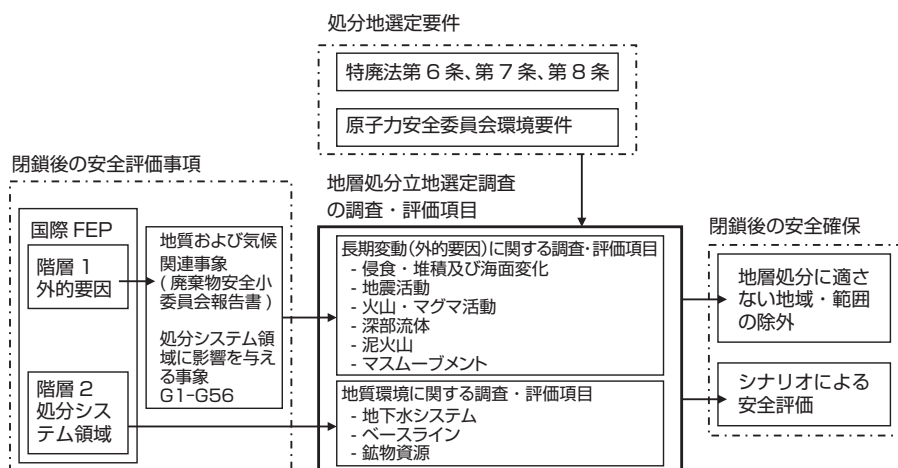 処分地選定要件
特廃法第6条、第7条、第8条
原子力安全委員会環境要件
閉鎖後の安全評価事項
国際 FEP
階層1
外的要因
階層2
処分シス
テム領域
地質および気候
関連事象
(廃棄物安全小
委員会報告書)
処分システム領
域に影響を与え
る事象
G1-G56
地層処分立地選定調査
の調査・評価項目
長期変動(外的要因)に関する調査・評価項目
- 侵食・堆積及び海面変化
- 地震活動
- 火山・マグマ活動
- 深部流体
- 泥火山
- マスムーブメント
地質環境に関する調査・評価項目
- 地下水システム
- ベースライン
- 鉱物資源
閉鎖後の安全確保
地層処分に適さ
ない地域・範囲
の除外
シナリオによる
安全評価